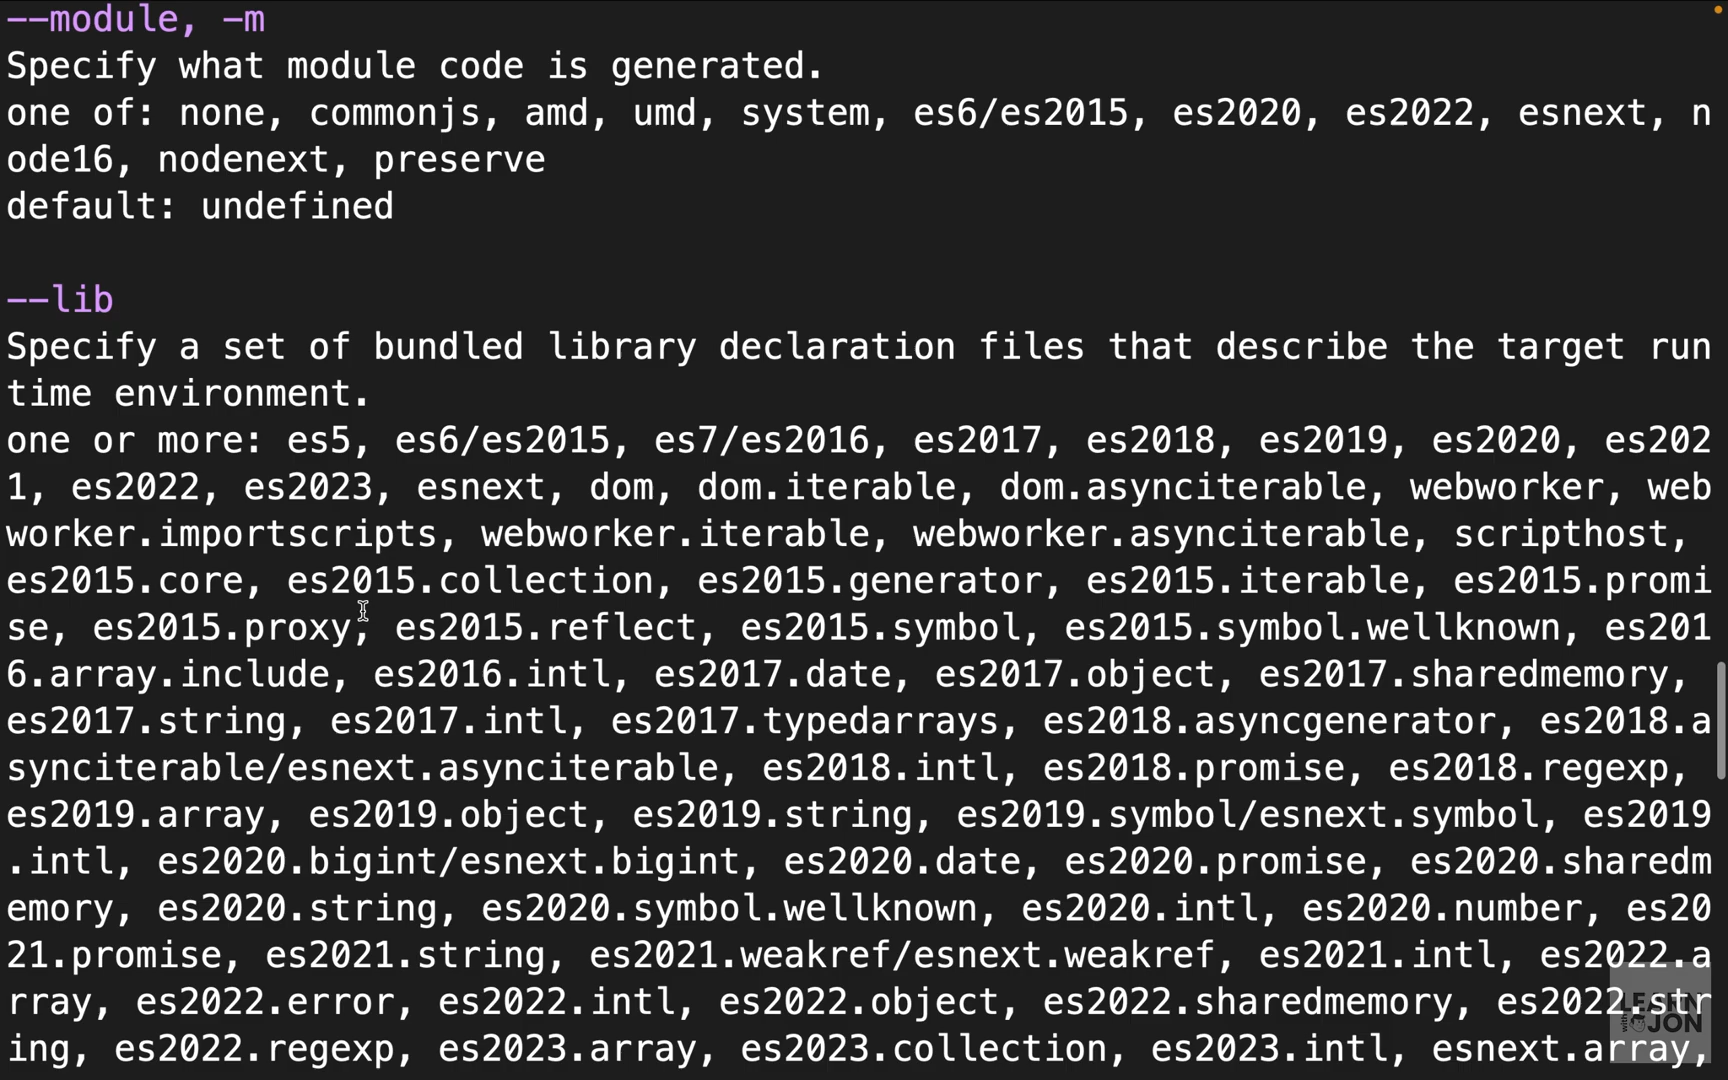 --module, -m
Specify what module code is generated.
one of: none, commonjs, amd, umd, system, es6/es2015, es2020, es2022, esnext, n
ode16, nodenext, preserve
default: undefined
--lib
Specify a set of bundled library declaration files that describe the target run
time environment.
one or more: es5, es6/es2015, es7/es2016, es2017, es2018, es2019, es2020, es202
1, es2022, es2023, esnext, dom, dom.iterable, dom.asynciterable, webworker, web
worker.importscripts, webworker.iterable, webworker.asynciterable, scripthost,
es2015.core, es2015.collection, es2015.generator, es2015.iterable, es2015.promi
se, es2015.proxy, es2015.reflect, es2015.symbol, es2015.symbol.wellknown, es201
6.array.include, es2016.intl, es2017.date, es2017.object, es2017.sharedmemory,
es2017.string, es2017.intl, es2017.typedarrays, es2018.asyncgenerator, es2018.a
synciterable/esnext.asynciterable, es2018.intl, es2018.promise, es2018.regexp,
es2019.array, es2019.object, es2019.string, es2019.symbol/esnext.symbol, es2019
.intl, es2020.bigint/esnext.bigint, es2020.date, es2020.promise, es2020.sharedm
emory, es2020.string, es2020.symbol.wellknown, es2020.intl, es2020.number, es20
21.promise, es2021.string, es2021.weakref/esnext.weakref, es2021.intl, es2022.a
rray, es2022.error, es2022.intl, es2022.object, es2022.sharedmemory, es2022.str
ing, es2022.regexp, es2023.array, es2023.collection, es2023.intl, esnext.array,
LEARN
with JON